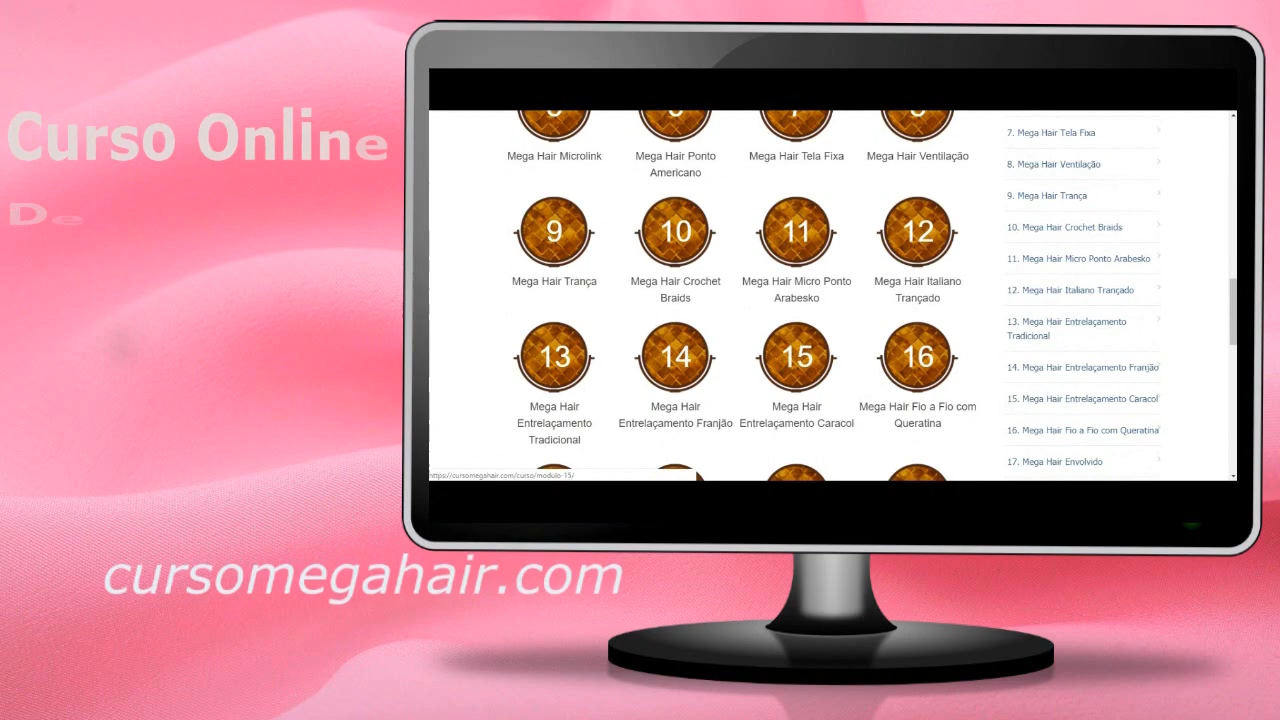 Curso Online
De
Mega Hair Microlink
Mega Hair Ponto
Americano
Mega Hair Tela Fixa
Mega Hair Ventilação
9
10
11
12
Mega Hair Trança
Mega Hair Crochet
Braids
Mega Hair Micro Ponto
Arabesko
Mega Hair Italiano
Trançado
13
14
15
16
Mega Hair
Entrelaçamento
Tradicional
Mega Hair
Entrelaçamento Franjão
Mega Hair
Entrelaçamento Caracol
Mega Hair Fio a Fio com
Queratina
https://cursomegahair.com/curso/modulo-15/
7. Mega Hair Tela Fixa
8. Mega Hair Ventilação
9. Mega Hair Trança
10. Mega Hair Crochet Braids
11. Mega Hair Micro Ponto Arabesko
12. Mega Hair Italiano Trançado
13. Mega Hair Entrelaçamento
Tradicional
14. Mega Hair Entrelaçamento Franjão
15. Mega Hair Entrelaçamento Caracol
16. Mega Hair Fio a Fio com Queratina
17. Mega Hair Envolvido
cursomegahair.com